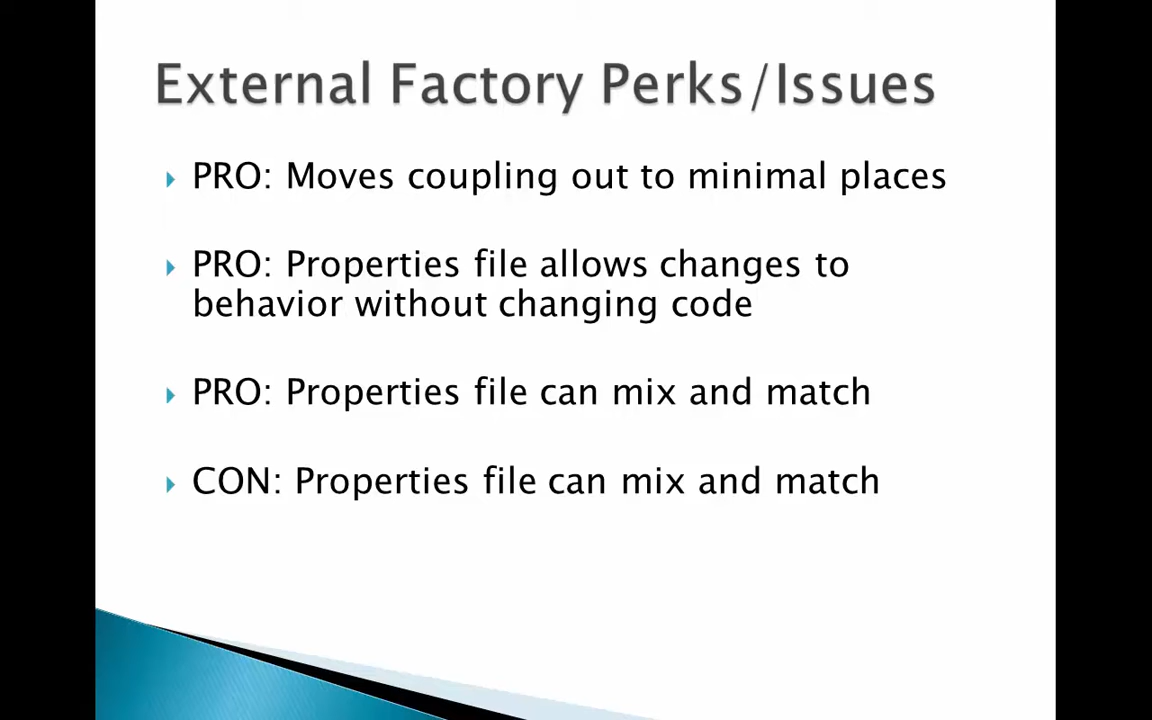 External Factory Perks/Issues
PRO: Moves coupling out to minimal places
PRO: Properties file allows changes to
behavior without changing code
PRO: Properties file can mix and match
CON: Properties file can mix and match